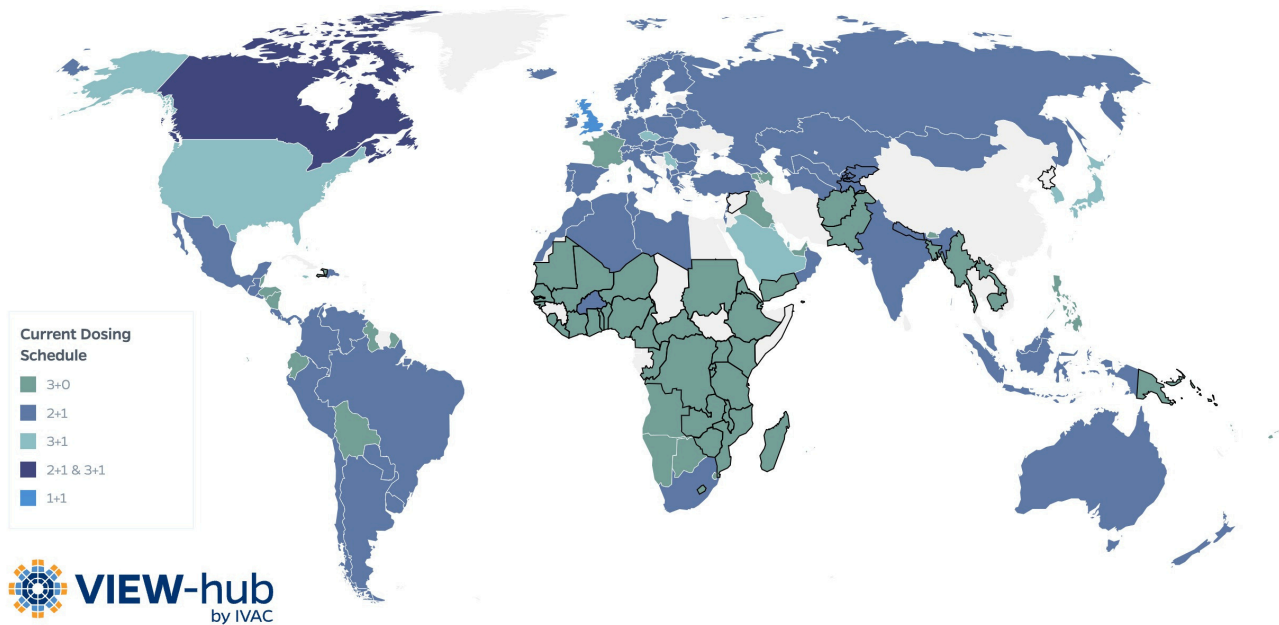 Current Dosing
Schedule
3+0
2+1
3+1
2+1 & 3+1
1+1
VIEW-hub
by IVAC